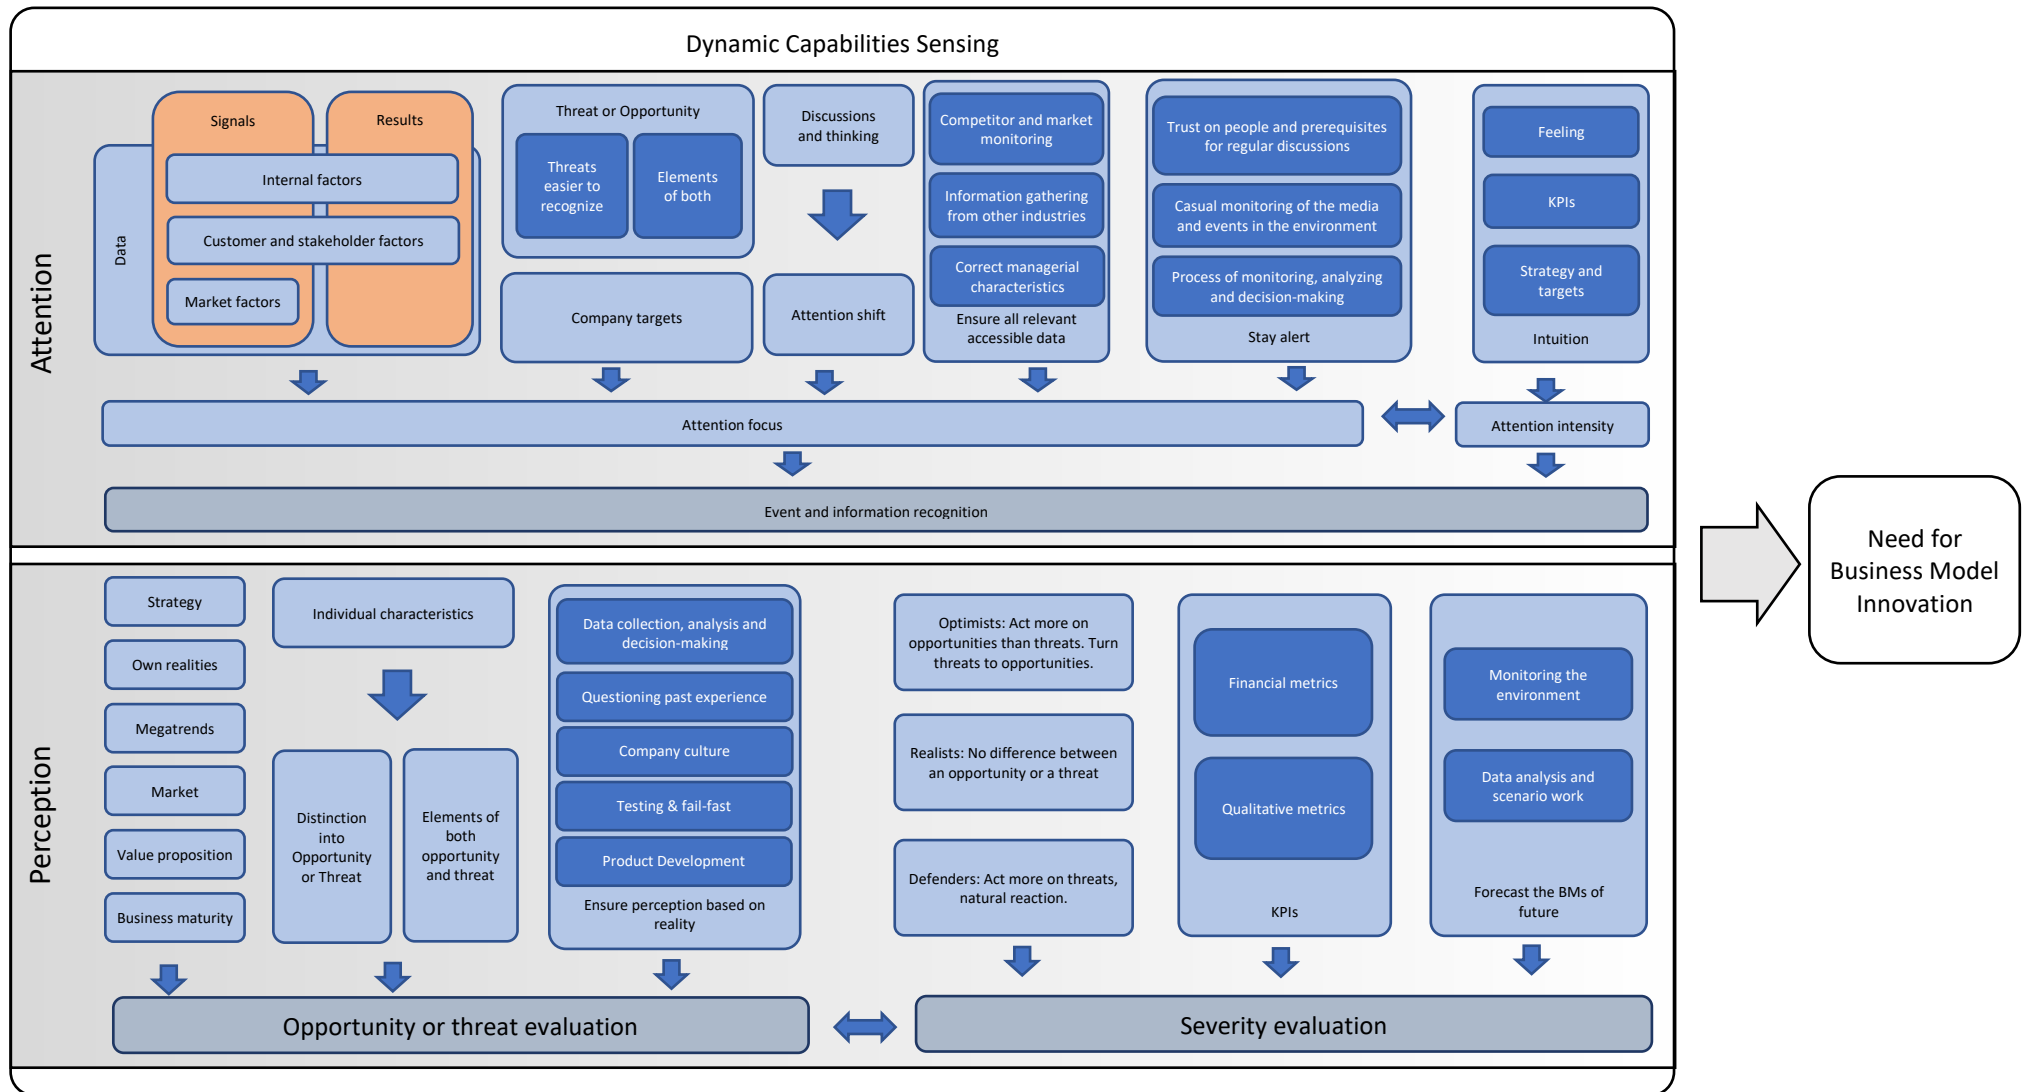 Dynamic Capabilities Sensing
Attention
Data
Signals
Results
Internal factors
Customer and stakeholder factors
Market factors
Threat or Opportunity
Threats
easier to
recognize
Elements
of both
Company targets
Discussions
and thinking
Attention shift
Competitor and market
monitoring
Information gathering
from other industries
Correct managerial
characteristics
Ensure all relevant
accessible data
Trust on people and prerequisites
for regular discussions
Casual monitoring of the media
and events in the environment
Process of monitoring, analyzing
and decision-making
Stay alert
Feeling
KPIs
Strategy and
targets
Intuition
Attention focus
Attention intensity
Event and information recognition
Need for
Business Model
Innovation
Perception
Strategy
Own realities
Megatrends
Market
Value proposition
Business maturity
Individual characteristics
Distinction
into
Opportunity
or Threat
Elements of
both
opportunity
and threat
Data collection, analysis and
decision-making
Questioning past experience
Company culture
Testing & fail-fast
Product Development
Ensure perception based on
reality
Optimists: Act more on
opportunities than threats. Turn
threats to opportunities.
Realists: No difference between
an opportunity or a threat
Defenders: Act more on threats,
natural reaction.
Financial metrics
Qualitative metrics
KPIs
Monitoring the
environment
Data analysis and
scenario work
Forecast the BMs of
future
Opportunity or threat evaluation
Severity evaluation